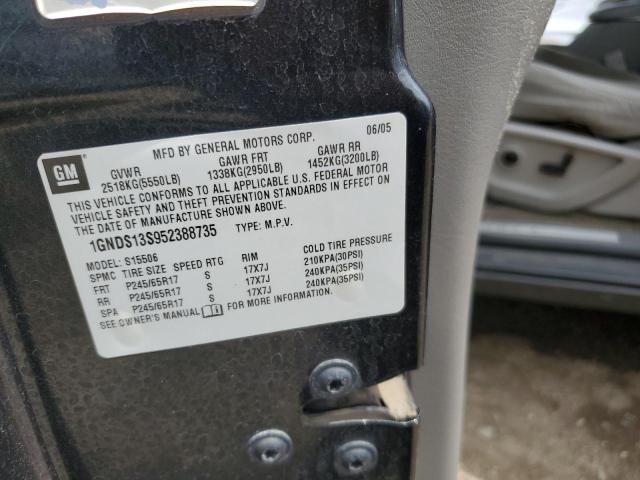 MFD BY GENERAL MOTORS CORP. 06/05
GM
GVWR GAWR FRT GAWR RR
2518KG(5550LB) 1338KG(2950LB) 1452KG(3200LB)
THIS VEHICLE CONFORMS TO ALL APPLICABLE U.S. FEDERAL MOTOR
VEHICLE SAFETY AND THEFT PREVENTION STANDARDS IN EFFECT ON
THE DATE OF MANUFACTURE SHOWN ABOVE.
1GNDS13S952388735 TYPE: M.P.V.
MODEL: S15506
SPMC TIRE SIZE SPEED RTG RIM COLD TIRE PRESSURE
FRT P245/65R17 S 17X7J 210KPA(30PSI)
RR P245/65R17 S 17X7J 240KPA(35PSI)
SPA P245/65R17 S 17X7J 240KPA(35PSI)
SEE OWNER'S MANUAL FOR MORE INFORMATION.